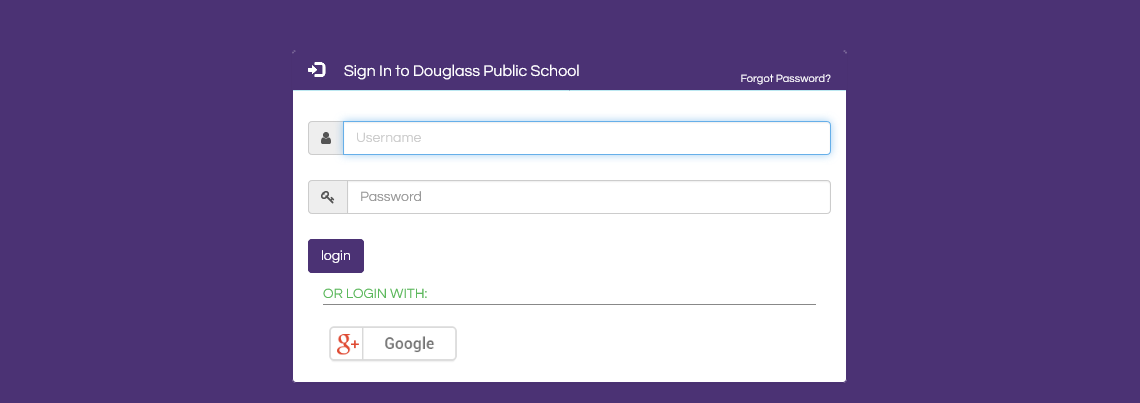 Sign In to Douglass Public School
Forgot Password?
Username
Password
login
OR LOGIN WITH:
g+ Google